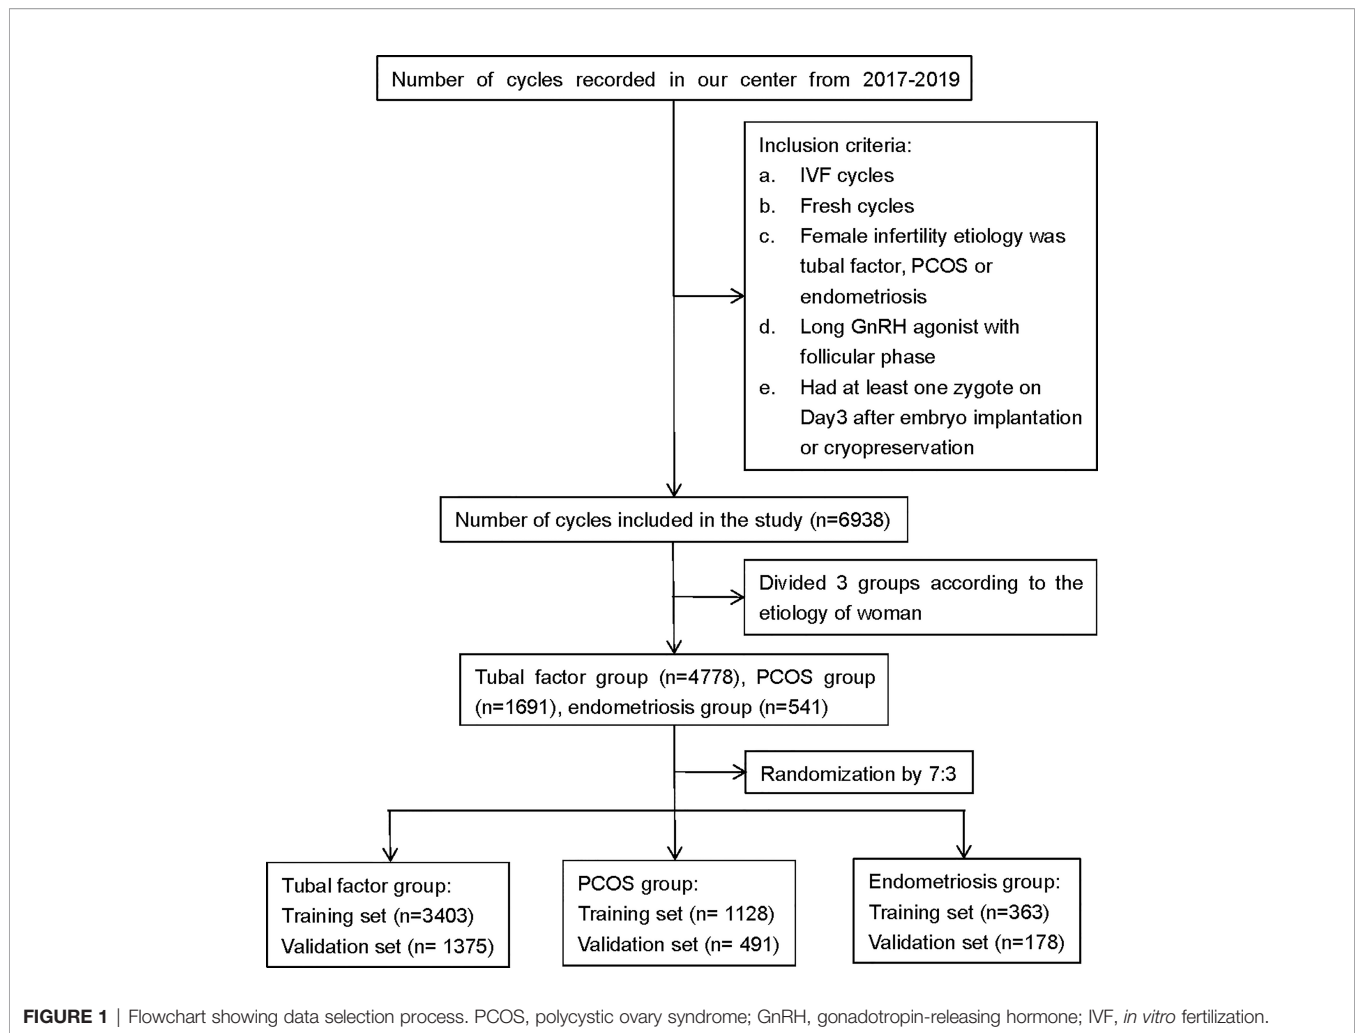 Number of cycles recorded in our center from 2017-2019
Inclusion criteria:
a. IVF cycles
b. Fresh cycles
c. Female infertility etiology was
tubal factor, PCOS or
endometriosis
d. Long GnRH agonist with
follicular phase
e. Had at least one zygote on
Day3 after embryo implantation
or cryopreservation
Number of cycles included in the study (n=6938)
Divided 3 groups according to the
etiology of woman
Tubal factor group (n=4778), PCOS group
(n=1691), endometriosis group (n=541)
Randomization by 7:3
Tubal factor group:
Training set (n=3403)
Validation set (n= 1375)
PCOS group:
Training set (n= 1128)
Validation set (n= 491)
Endometriosis group:
Training set (n=363)
Validation set (n=178)
FIGURE 1 | Flowchart showing data selection process. PCOS, polycystic ovary syndrome; GnRH, gonadotropin-releasing hormone; IVF, in vitro fertilization.